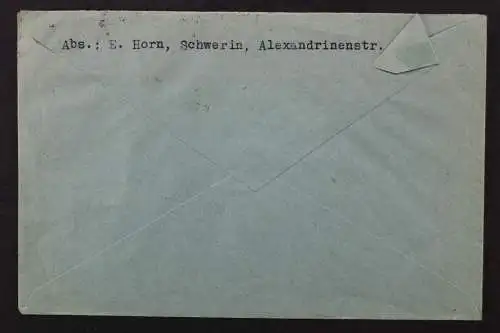 Abs.: E. Horn, Schwerin, Alexandrinenstr.